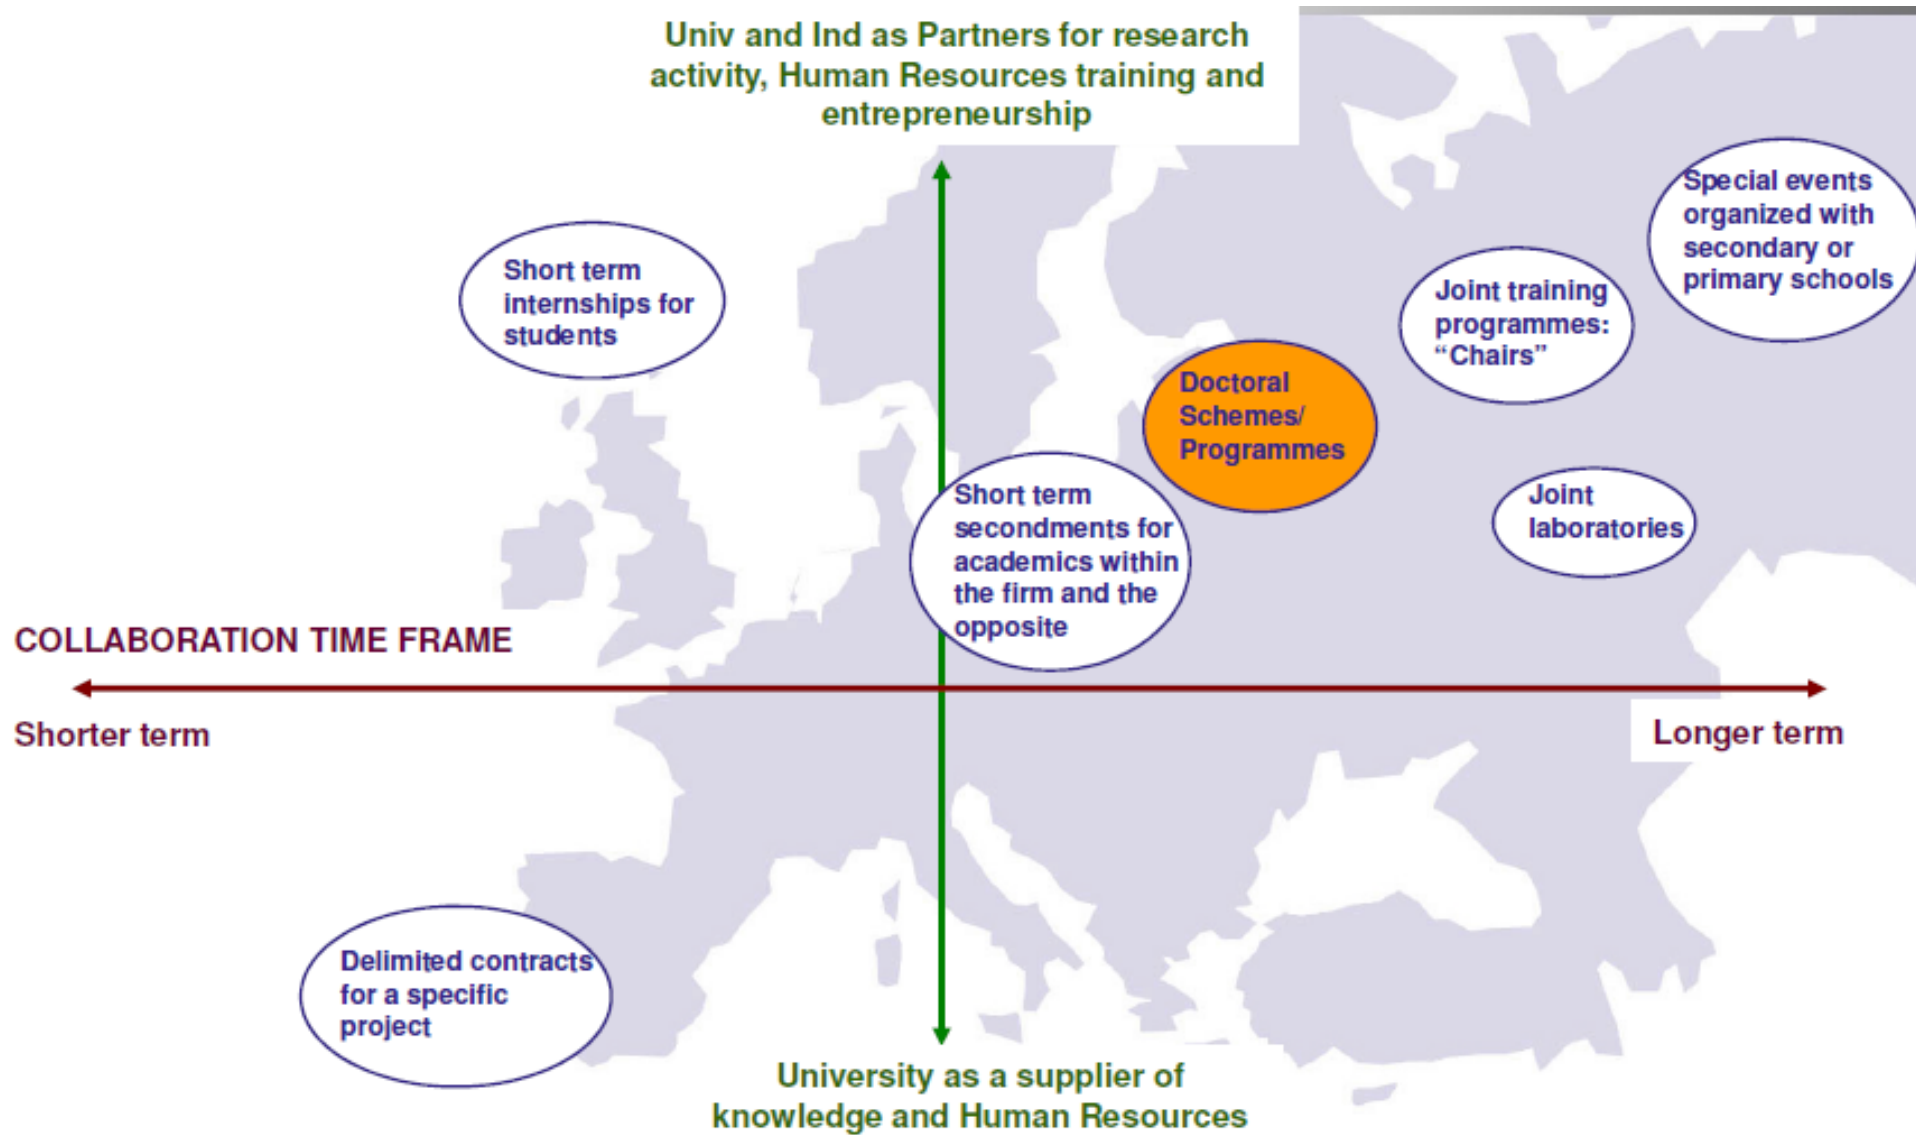 Univ and Ind as Partners for research
activity, Human Resources training and
entrepreneurship
Special events
organized with
secondary or
primary schools
Short term
internships for
students
Joint training
programmes:
“Chairs”
Doctoral
Schemes/
Programmes
Short term
secondments for
academics within
the firm and the
opposite
Joint
laboratories
COLLABORATION TIME FRAME
Shorter term
Longer term
Delimited contracts
for a specific
project
University as a supplier of
knowledge and Human Resources